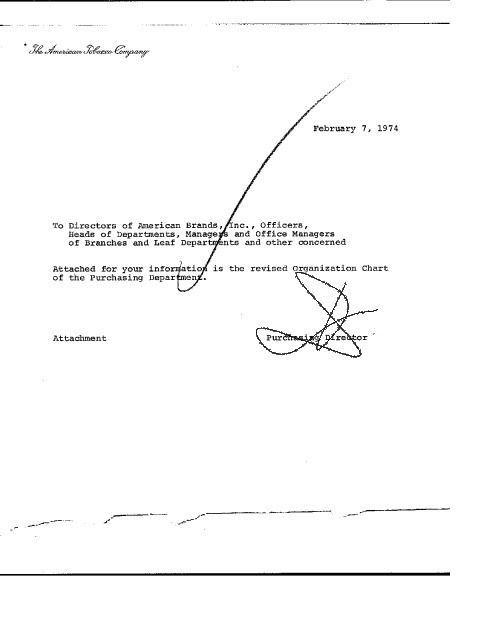 The American Tobacco Company
February 7, 1974
To Directors of American Brands, Inc., Officers,
Heads of Departments, Managers and Office Managers
of Branches and Leaf Departments and other concerned
Attached for your information is the revised Organization Chart
of the Purchasing Department.
Attachment
Purchasing Director